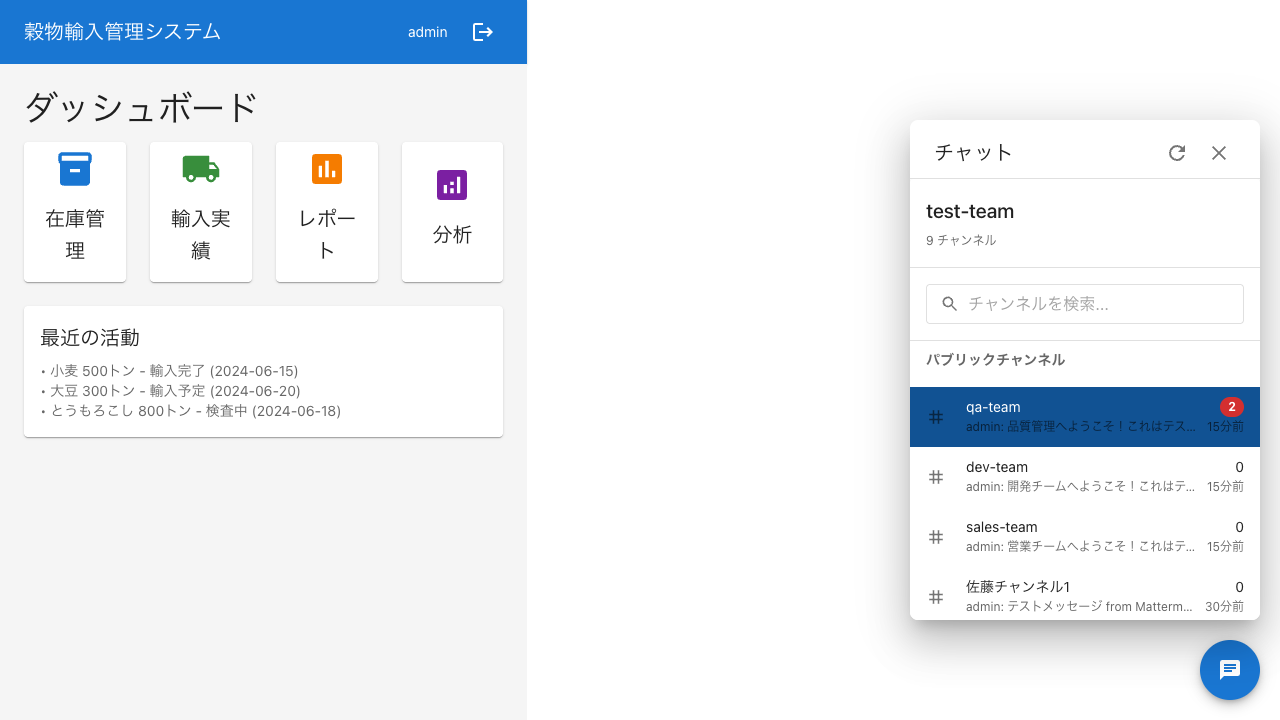 穀物輸入管理システム
admin
ダッシュボード
在庫管
理
輸入実
績
レポー
ト
分析
最近の活動
• 小麦 500トン - 輸入完了 (2024-06-15)
• 大豆 300トン - 輸入予定 (2024-06-20)
• とうもろこし 800トン - 検査中 (2024-06-18)
チャット
test-team
9 チャンネル
チャンネルを検索...
パブリックチャンネル
qa-team 2
admin: 品質管理へようこそ！これはテス... 15分前
dev-team 0
admin: 開発チームへようこそ！これはテ... 15分前
sales-team 0
admin: 営業チームへようこそ！これはテ... 15分前
佐藤チャンネル1 0
admin: テストメッセージ from Matterm... 30分前